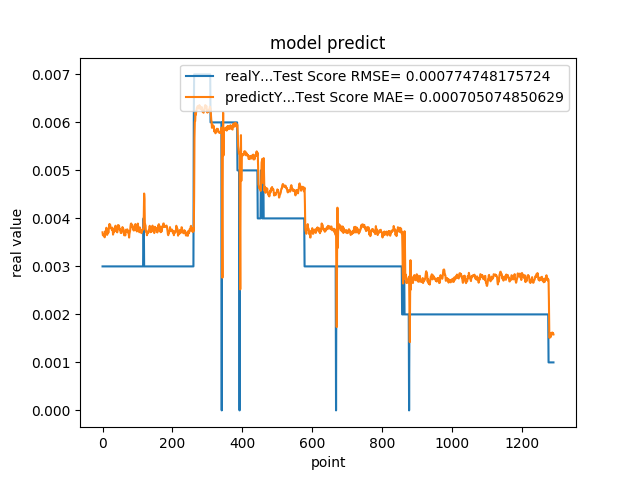 model predict
realY...Test Score RMSE= 0.000774748175724
predictY...Test Score MAE= 0.000705074850629
real value
0.007
0.006
0.005
0.004
0.003
0.002
0.001
0.000
0 200 400 600 800 1000 1200
point